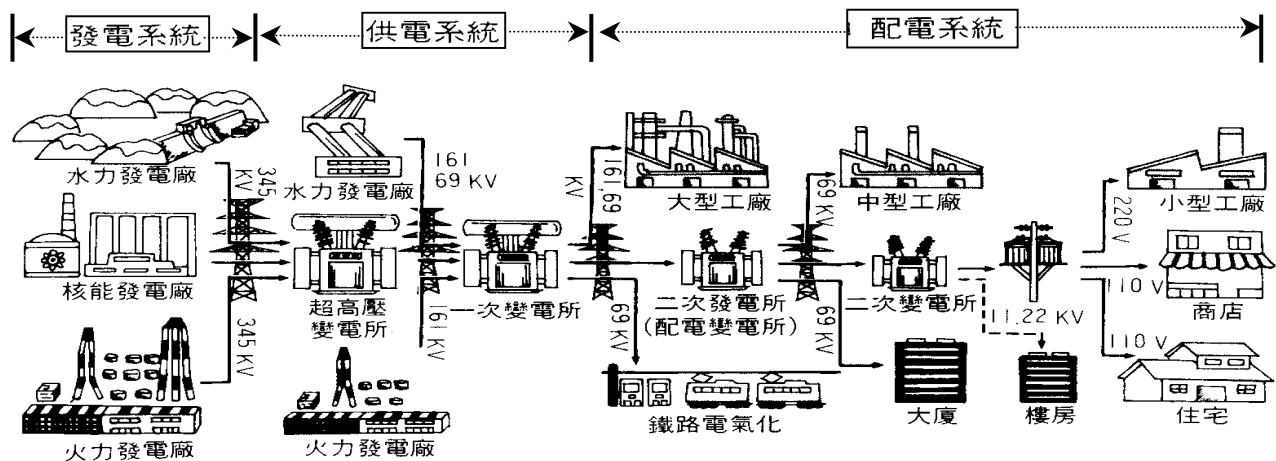 發電系統
供電系統
配電系統
水力發電廠
345 KV
核能發電廠
345 KV
火力發電廠
水力發電廠
161
69 KV
超高壓
變電所
161 KV
火力發電廠
一次變電所
161,69 KV
大型工廠
69 KV
鐵路電氣化
二次發電所
(配電變電所)
69 KV
中型工廠
69 KV
大廈
二次變電所
11.22 KV
樓房
220 V
小型工廠
110 V
商店
110 V
住宅